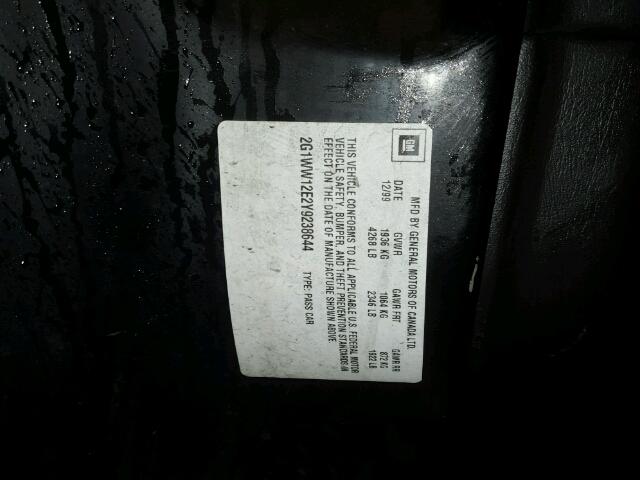 GM
MFD BY GENERAL MOTORS OF CANADA LTD.
DATE GVWR GAWR FRT GAWR RR
12/99 1936 KG 1064 KG 872 KG
4268 LB 2346 LB 1922 LB
THIS VEHICLE CONFORMS TO ALL APPLICABLE U.S. FEDERAL MOTOR
VEHICLE SAFETY, BUMPER, AND THEFT PREVENTION STANDARDS IN
EFFECT ON THE DATE OF MANUFACTURE SHOWN ABOVE.
2G1WW12E2Y9238644 TYPE: PASS CAR